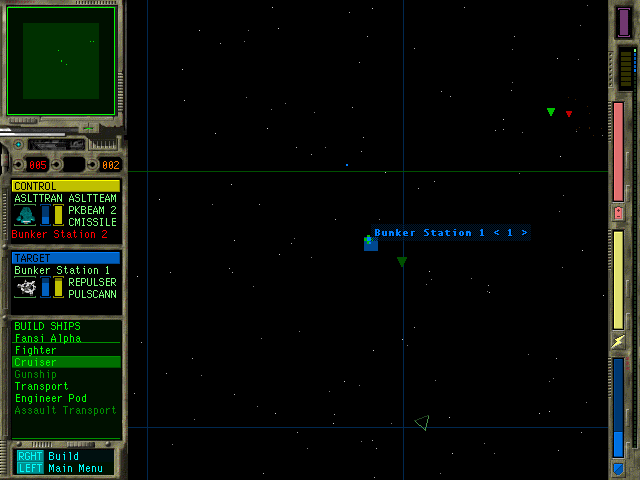 005 002
CONTROL
ASLTTRAN ASLTTEAM
PKBEAM 2
CMISSILE
Bunker Station 2
TARGET
Bunker Station 1
REPULSER
PULSCANN
BUILD SHIPS
Fansi Alpha
Fighter
Cruiser
Gunship
Transport
Engineer Pod
Assault Transport
RGHT Build
LEFT Main Menu
Bunker Station 1 < 1 >